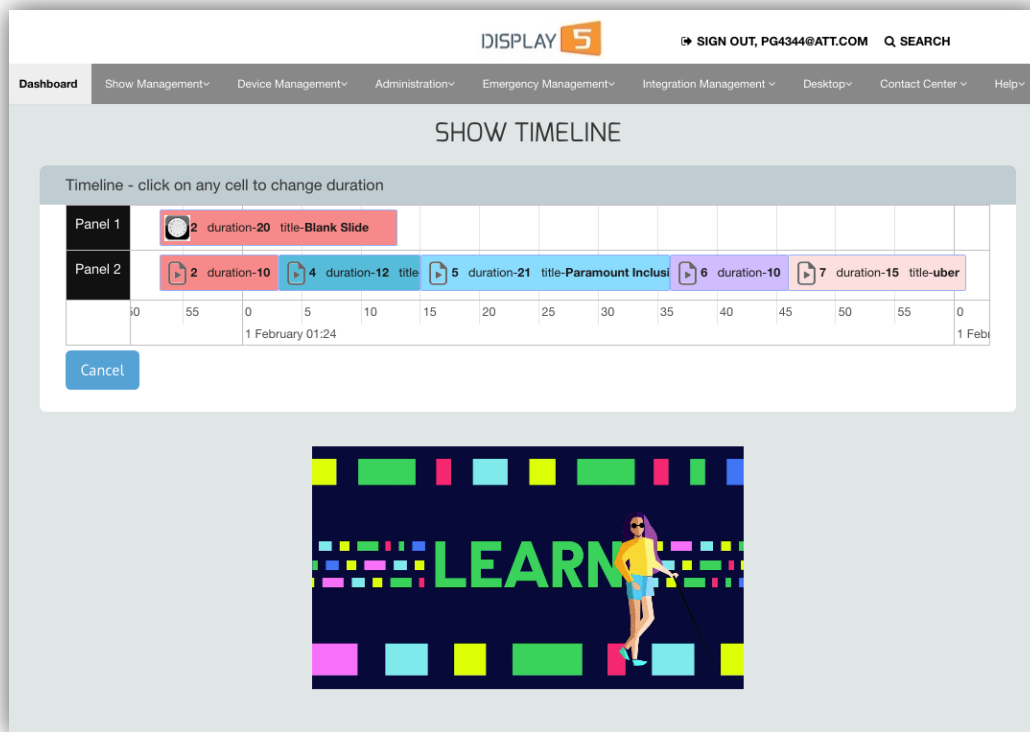 DISPLAY 5
SIGN OUT, PG4344@ATT.COM SEARCH
Dashboard Show Management Device Management Administration Emergency Management Integration Management Desktop Contact Center Help
SHOW TIMELINE
Timeline - click on any cell to change duration
Panel 1
2 duration-20 title-Blank Slide
Panel 2
2 duration-10
4 duration-12 title
5 duration-21 title-Paramount Inclusi
6 duration-10
7 duration-15 title-uber
50 55 0 5 10 15 20 25 30 35 40 45 50 55 0
1 February 01:24 1 Febr
Cancel
LEARN